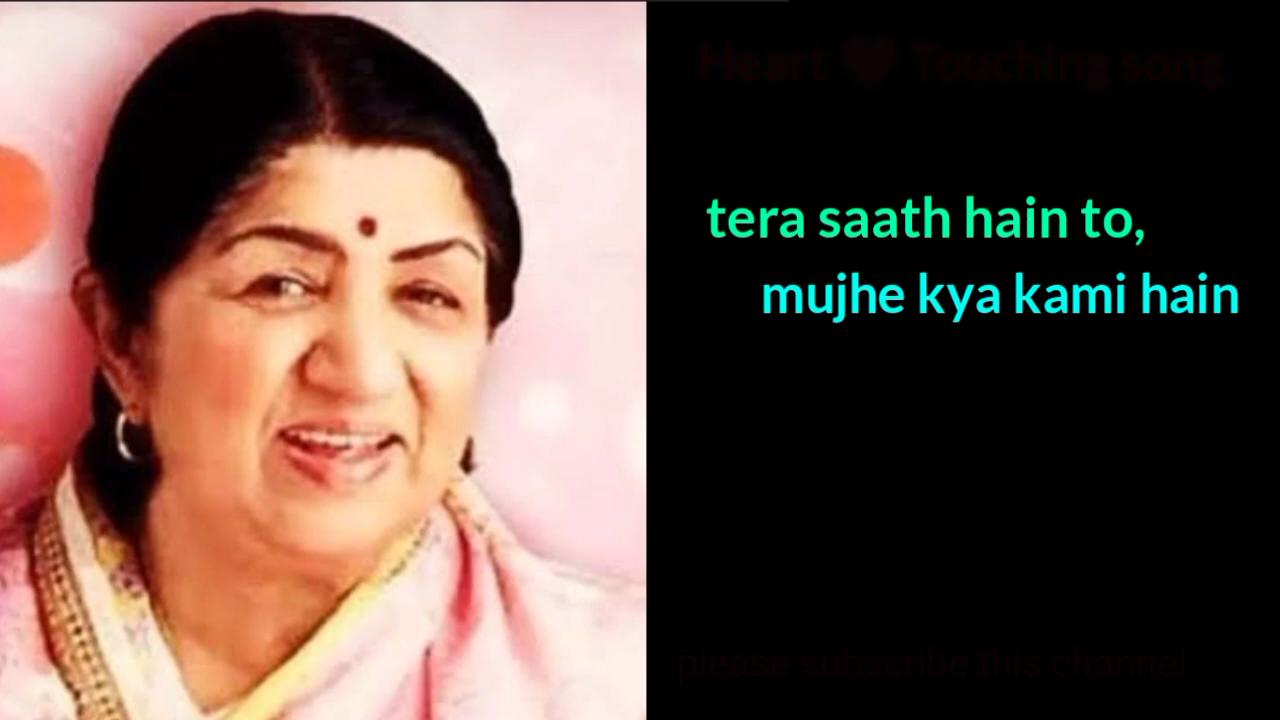 Heart ❤ Touching song
tera saath hain to,
mujhe kya kami hain
please subscribe this channel